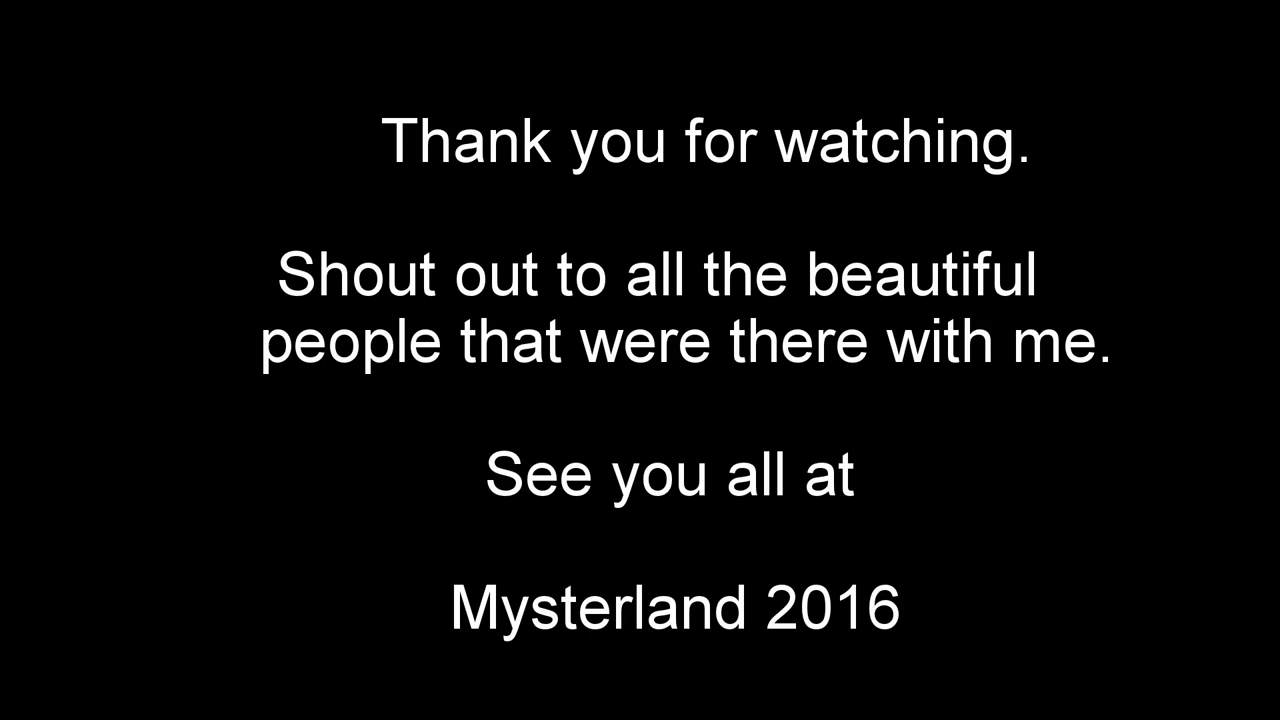 Thank you for watching.
Shout out to all the beautiful
people that were there with me.
See you all at
Mysterland 2016